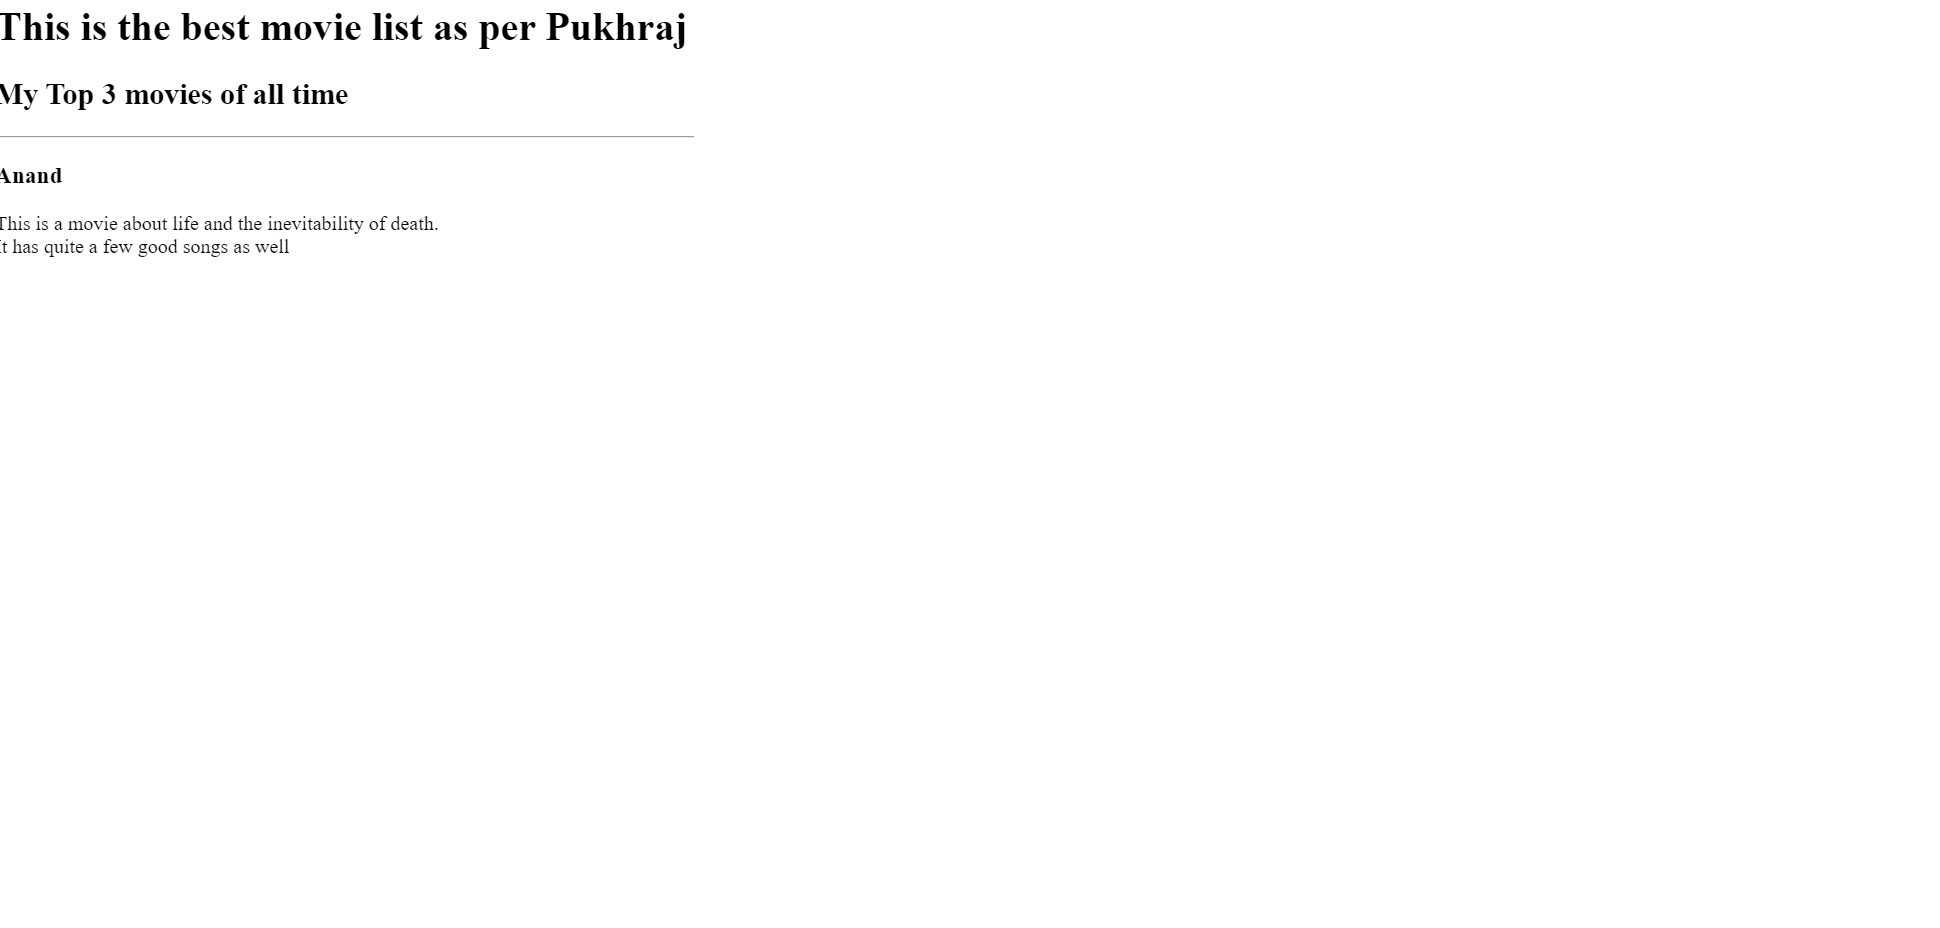 This is the best movie list as per Pukhraj
My Top 3 movies of all time
Anand
This is a movie about life and the inevitability of death.
It has quite a few good songs as well